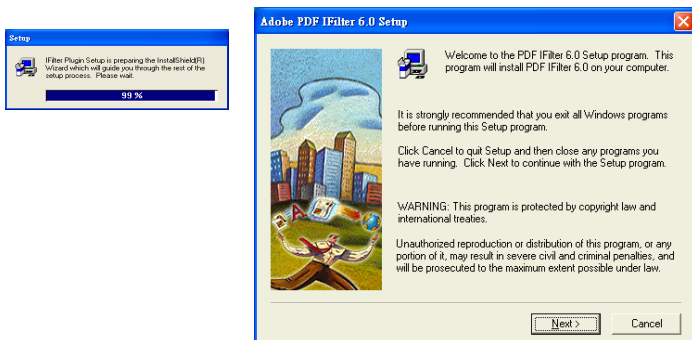 Setup
IFilter Plugin Setup is preparing the InstallShield(R)
Wizard which will guide you through the rest of the
setup process. Please wait.
99 %
Adobe PDF IFilter 6.0 Setup
Welcome to the PDF IFilter 6.0 Setup program. This
program will install PDF IFilter 6.0 on your computer.
It is strongly recommended that you exit all Windows programs
before running this Setup program.
Click Cancel to quit Setup and then close any programs you
have running. Click Next to continue with the Setup program.
WARNING: This program is protected by copyright law and
international treaties.
Unauthorized reproduction or distribution of this program, or any
portion of it, may result in severe civil and criminal penalties, and
will be prosecuted to the maximum extent possible under law.
Next >
Cancel